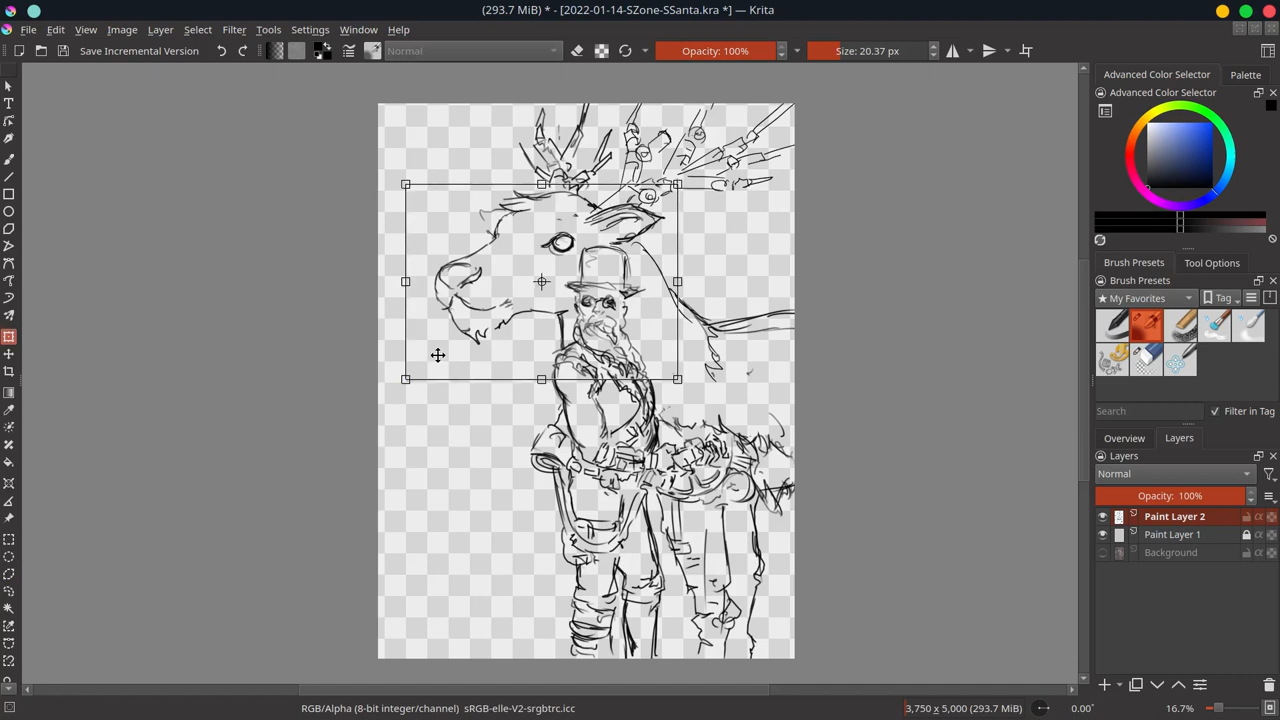 (293.7 MiB) * - [2022-01-14-SZone-SSanta.kra *] — Krita
File Edit View Image Layer Select Filter Tools Settings Window Help
Save Incremental Version Normal Opacity: 100% Size: 20.37 px
Advanced Color Selector Palette
Advanced Color Selector
Brush Presets Tool Options
Brush Presets
★ My Favorites Tag
Search Filter in Tag
Overview Layers
Layers
Normal
Opacity: 100%
Paint Layer 2
Paint Layer 1
Background
RGB/Alpha (8-bit integer/channel) sRGB-elle-V2-srgbtrc.icc 3,750 x 5,000 (293.7 MiB) 0.00° 16.7%